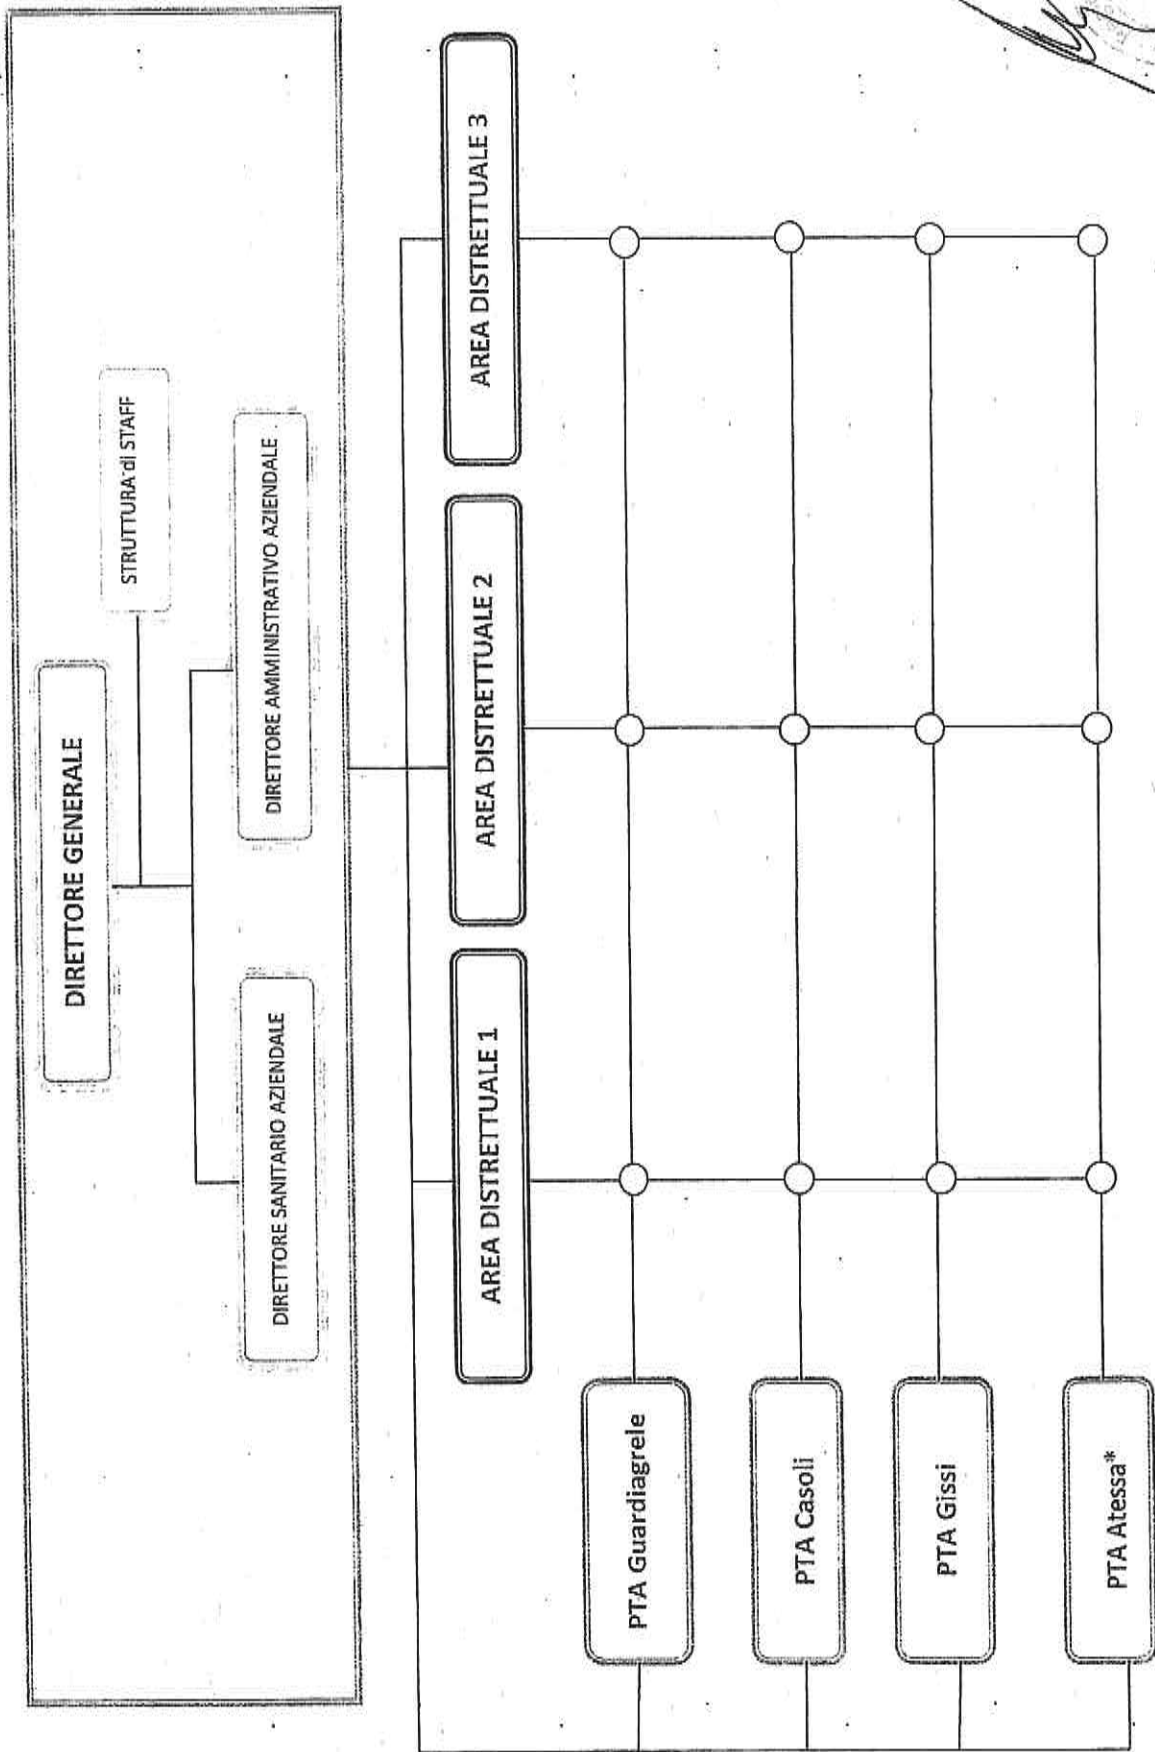 DIRETTORE GENERALE
STRUTTURA di STAFF
DIRETTORE SANITARIO AZIENDALE
DIRETTORE AMMINISTRATIVO AZIENDALE
AREA DISTRETTUALE 1
AREA DISTRETTUALE 2
AREA DISTRETTUALE 3
PTA Guardiagrele
PTA Casoli
PTA Gissi
PTA Atessa*